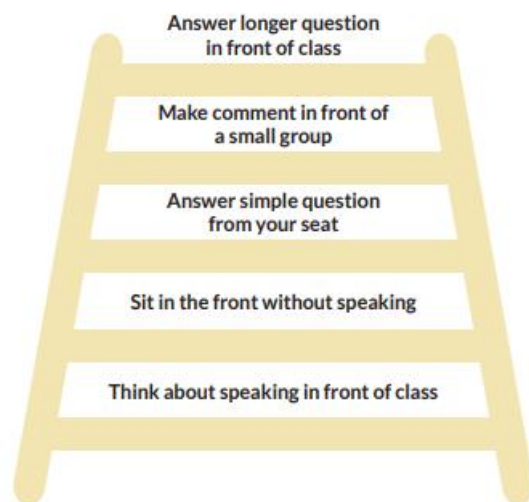 Answer longer question
in front of class
Make comment in front of
a small group
Answer simple question
from your seat
Sit in the front without speaking
Think about speaking in front of class